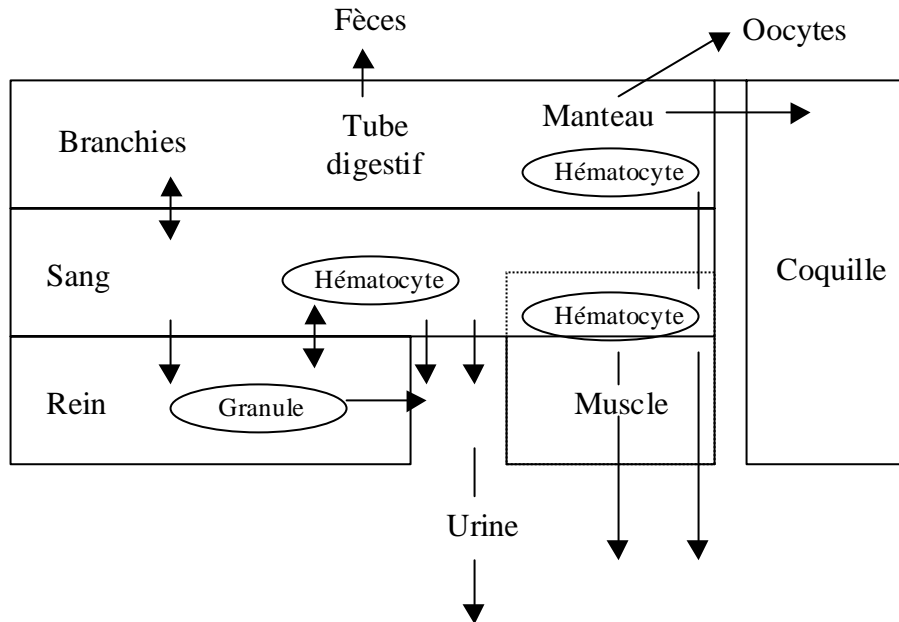 Fèces
Oocytes
Branchies
Tube
digestif
Manteau
Hématocyte
Sang
Hématocyte
Hématocyte
Coquille
Rein
Granule
Muscle
Urine